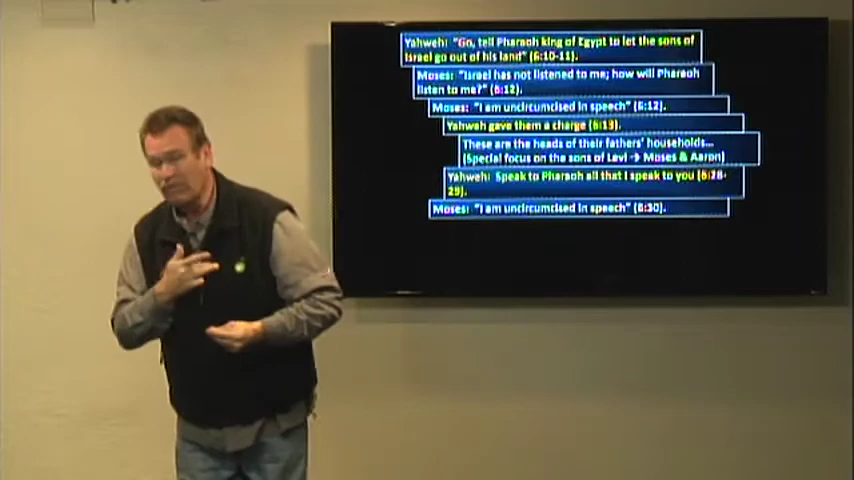 Yahweh: "Go, tell Pharaoh king of Egypt to let the sons of
Israel go out of his land" (6:10-11).
Moses: "Israel has not listened to me; how will Pharaoh
listen to me?" (6:12).
Moses: "I am uncircumcised in speech" (6:12).
Yahweh gave them a charge (6:13).
These are the heads of their fathers' households...
(Special focus on the sons of Levi → Moses & Aaron)
Yahweh: Speak to Pharaoh all that I speak to you (6:28-
29).
Moses: "I am uncircumcised in speech" (6:30).